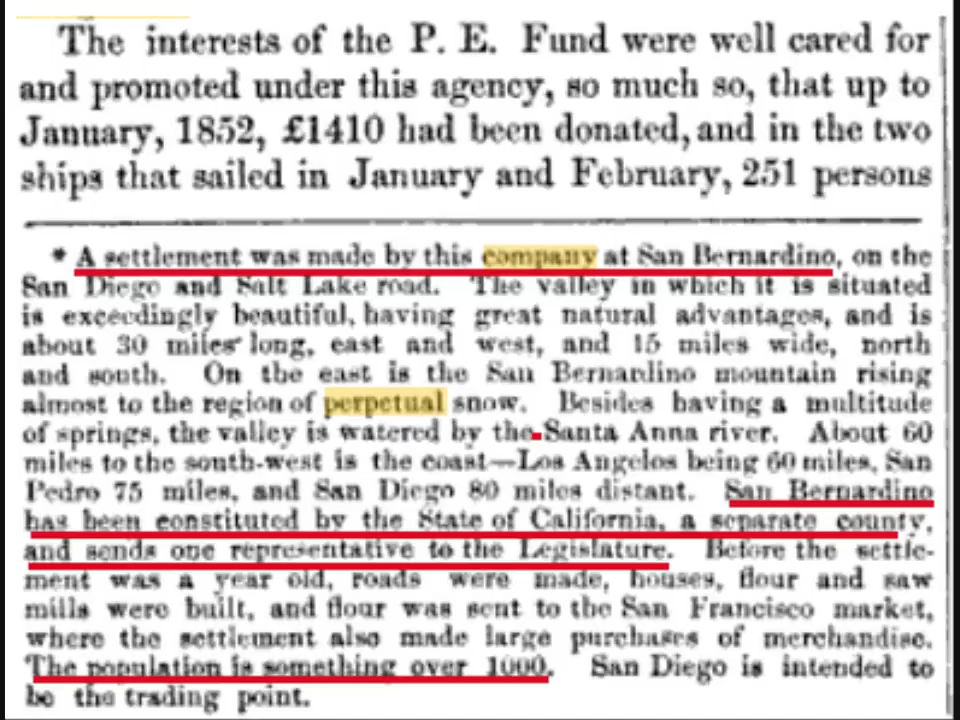 The interests of the P. E. Fund were well cared for
and promoted under this agency, so much so, that up to
January, 1852, £1410 had been donated, and in the two
ships that sailed in January and February, 251 persons
* A settlement was made by this company at San Bernardino, on the
San Diego and Salt Lake road. The valley in which it is situated
is exceedingly beautiful, having great natural advantages, and is
about 30 miles long, east and west, and 15 miles wide, north
and south. On the east is the San Bernardino mountain rising
almost to the region of perpetual snow. Besides having a multitude
of springs, the valley is watered by the Santa Anna river. About 60
miles to the south-west is the coast—Los Angelos being 60 miles, San
Pedro 75 miles, and San Diego 80 miles distant. San Bernardino
has been constituted by the State of California, a separate county,
and sends one representative to the Legislature. Before the settle-
ment was a year old, roads were made, houses, flour and saw
mills were built, and flour was sent to the San Francisco market,
where the settlement also made large purchases of merchandise.
The population is something over 1000. San Diego is intended to
be the trading point.